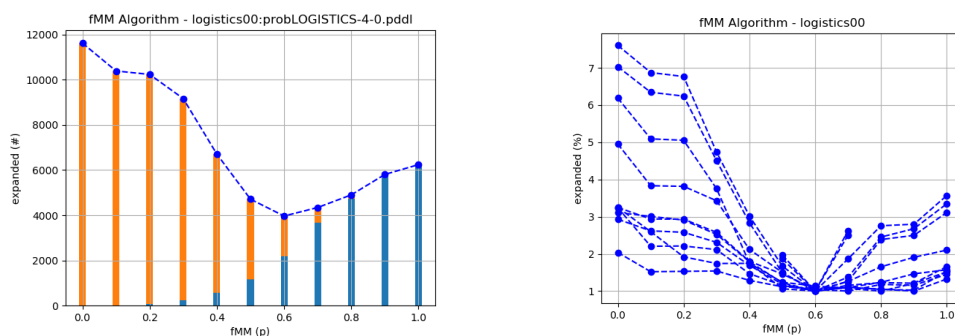 fMM Algorithm - logistics00:probLOGISTICS-4-0.pddl
12000
10000
8000
6000
4000
2000
0
expanded (#)
0.0 0.2 0.4 0.6 0.8 1.0
fMM (p)
fMM Algorithm - logistics00
7
6
5
4
3
2
1
expanded (%)
0.0 0.2 0.4 0.6 0.8 1.0
fMM (p)